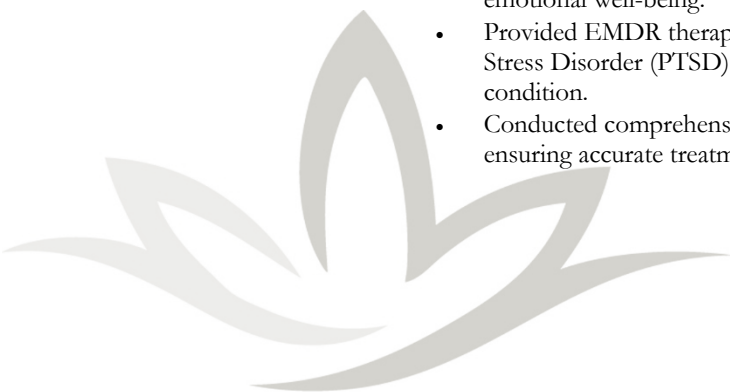 emotional well-being.
• Provided EMDR therap
Stress Disorder (PTSD)
condition.
• Conducted comprehens
ensuring accurate treatm